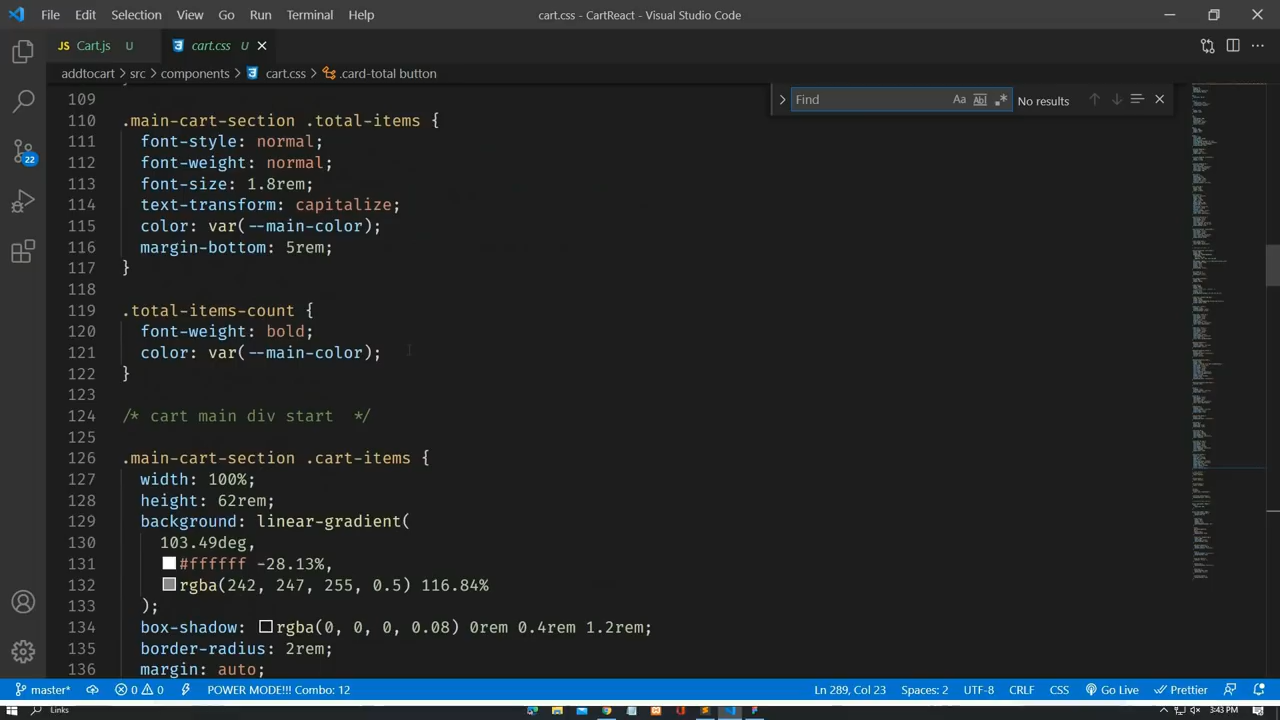 File Edit Selection View Go Run Terminal Help
cart.css - CartReact - Visual Studio Code
Cart.js U
cart.css U
addtocart > src > components > cart.css > .card-total button
Find
Aa Ab .*
No results
109
110 .main-cart-section .total-items {
111 font-style: normal;
112 font-weight: normal;
113 font-size: 1.8rem;
114 text-transform: capitalize;
115 color: var(--main-color);
116 margin-bottom: 5rem;
117 }
118
119 .total-items-count {
120 font-weight: bold;
121 color: var(--main-color);
122 }
123
124 /* cart main div start  */
125
126 .main-cart-section .cart-items {
127 width: 100%;
128 height: 62rem;
129 background: linear-gradient(
130 103.49deg,
131 #ffffff -28.13%,
132 rgba(242, 247, 255, 0.5) 116.84%
133 );
134 box-shadow: rgba(0, 0, 0, 0.08) 0rem 0.4rem 1.2rem;
135 border-radius: 2rem;
136 margin: auto;
22
master* 0 0 POWER MODE!!! Combo: 12
Ln 289, Col 23 Spaces: 2 UTF-8 CRLF CSS Go Live Prettier
Links
3:43 PM